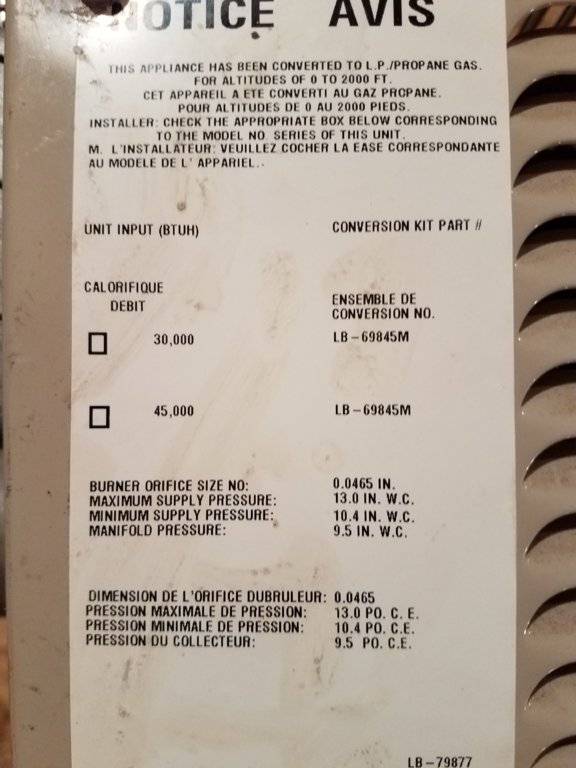 NOTICE AVIS
THIS APPLIANCE HAS BEEN CONVERTED TO L.P./PROPANE GAS.
FOR ALTITUDES OF 0 TO 2000 FT.
CET APPAREIL A ETE CONVERTI AU GAZ PROPANE.
POUR ALTITUDES DE 0 AU 2000 PIEDS.
INSTALLER: CHECK THE APPROPRIATE BOX BELOW CORRESPONDING
TO THE MODEL NO. SERIES OF THIS UNIT.
M. L'INSTALLATEUR: VEUILLEZ COCHER LA EASE CORRESPONDANTE
AU MODELE DE L' APPARIEL.
UNIT INPUT (BTUH) CONVERSION KIT PART #
CALORIFIQUE
DEBIT
ENSEMBLE DE
CONVERSION NO.
30,000 LB-69845M
45,000 LB-69845M
BURNER ORIFICE SIZE NO: 0.0465 IN.
MAXIMUM SUPPLY PRESSURE: 13.0 IN. W.C.
MINIMUM SUPPLY PRESSURE: 10.4 IN. W.C.
MANIFOLD PRESSURE: 9.5 IN. W.C.
DIMENSION DE L'ORIFICE DUBRULEUR: 0.0465
PRESSION MAXIMALE DE PRESSION: 13.0 PO. C. E.
PRESSION MINIMALE DE PRESSION: 10.4 PO. C.E.
PRESSION DU COLLECTEUR: 9.5 PO. C.E.
LB-79877